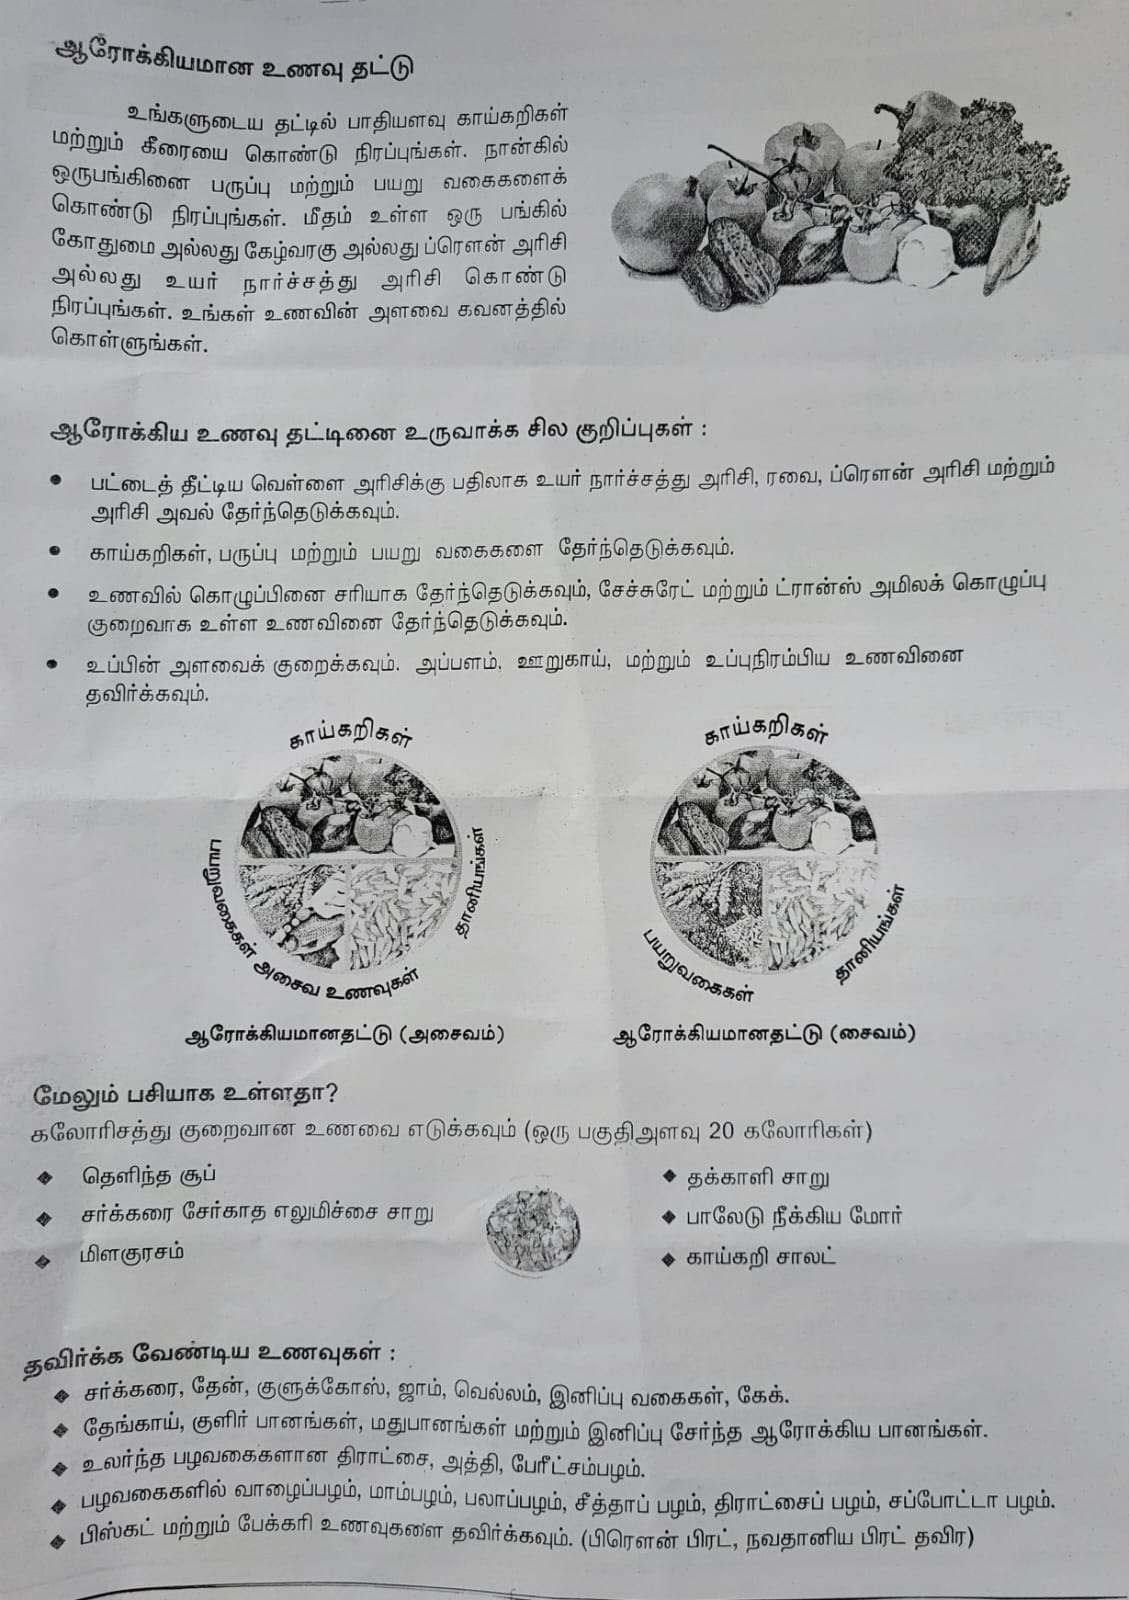 ஆரோக்கியமான உணவு தட்டு
உங்களுடைய தட்டில் பாதியளவு காய்கறிகள்
மற்றும் கீரையை கொண்டு நிரப்புங்கள். நான்கில்
ஒருபங்கினை பருப்பு மற்றும் பயறு வகைகளைக்
கொண்டு நிரப்புங்கள். மீதம் உள்ள ஒரு பங்கில்
கோதுமை அல்லது கேழ்வரகு அல்லது ப்ரௌன் அரிசி
அல்லது உயர் நார்ச்சத்து அரிசி கொண்டு
நிரப்புங்கள். உங்கள் உணவின் அளவை கவனத்தில்
கொள்ளுங்கள்.
ஆரோக்கிய உணவு தட்டினை உருவாக்க சில குறிப்புகள் :
• பட்டைத் தீட்டிய வெள்ளை அரிசிக்கு பதிலாக உயர் நார்ச்சத்து அரிசி, ரவை, ப்ரௌன் அரிசி மற்றும்
அரிசி அவல் தேர்ந்தெடுக்கவும்.
• காய்கறிகள், பருப்பு மற்றும் பயறு வகைகளை தேர்ந்தெடுக்கவும்.
• உணவில் கொழுப்பினை சரியாக தேர்ந்தெடுக்கவும், சேச்சுரேட் மற்றும் ட்ரான்ஸ் அமிலக் கொழுப்பு
குறைவாக உள்ள உணவினை தேர்ந்தெடுக்கவும்.
• உப்பின் அளவைக் குறைக்கவும். அப்பளம், ஊறுகாய், மற்றும் உப்புநிரம்பிய உணவினை
தவிர்க்கவும்.
காய்கறிகள்
பயறுவகைகள் அசைவ உணவுகள்
தானியங்கள்
ஆரோக்கியமானதட்டு (அசைவம்)
காய்கறிகள்
பயறுவகைகள்
தானியங்கள்
ஆரோக்கியமானதட்டு (சைவம்)
மேலும் பசியாக உள்ளதா?
கலோரிசத்து குறைவான உணவை எடுக்கவும் (ஒரு பகுதிஅளவு 20 கலோரிகள்)
❖ தெளிந்த சூப்
❖ சர்க்கரை சேர்காத எலுமிச்சை சாறு
❖ மிளகுரசம்
❖ தக்காளி சாறு
❖ பாலேடு நீக்கிய மோர்
❖ காய்கறி சாலட்
தவிர்க்க வேண்டிய உணவுகள் :
❖ சர்க்கரை, தேன், குளுக்கோஸ், ஜாம், வெல்லம், இனிப்பு வகைகள், கேக்.
❖ தேங்காய், குளிர் பானங்கள், மதுபானங்கள் மற்றும் இனிப்பு சேர்ந்த ஆரோக்கிய பானங்கள்.
❖ உலர்ந்த பழவகைகளான திராட்சை, அத்தி, பேரீட்சம்பழம்.
❖ பழவகைகளில் வாழைப்பழம், மாம்பழம், பலாப்பழம், சீத்தாப் பழம், திராட்சைப் பழம், சப்போட்டா பழம்.
❖ பிஸ்கட் மற்றும் பேக்கரி உணவுகளை தவிர்க்கவும். (பிரௌன் பிரட், நவதானிய பிரட் தவிர)